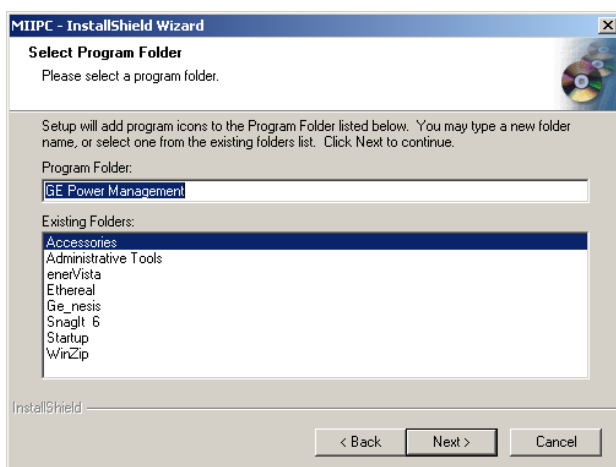 MIIPC - InstallShield Wizard
Select Program Folder
Please select a program folder.
Setup will add program icons to the Program Folder listed below.  You may type a new folder
name, or select one from the existing folders list.  Click Next to continue.
Program Folder:
GE Power Management
Existing Folders:
Accessories
Administrative Tools
enerVista
Ethereal
Ge_nesis
SnagIt 6
Startup
WinZip
InstallShield
< Back
Next >
Cancel